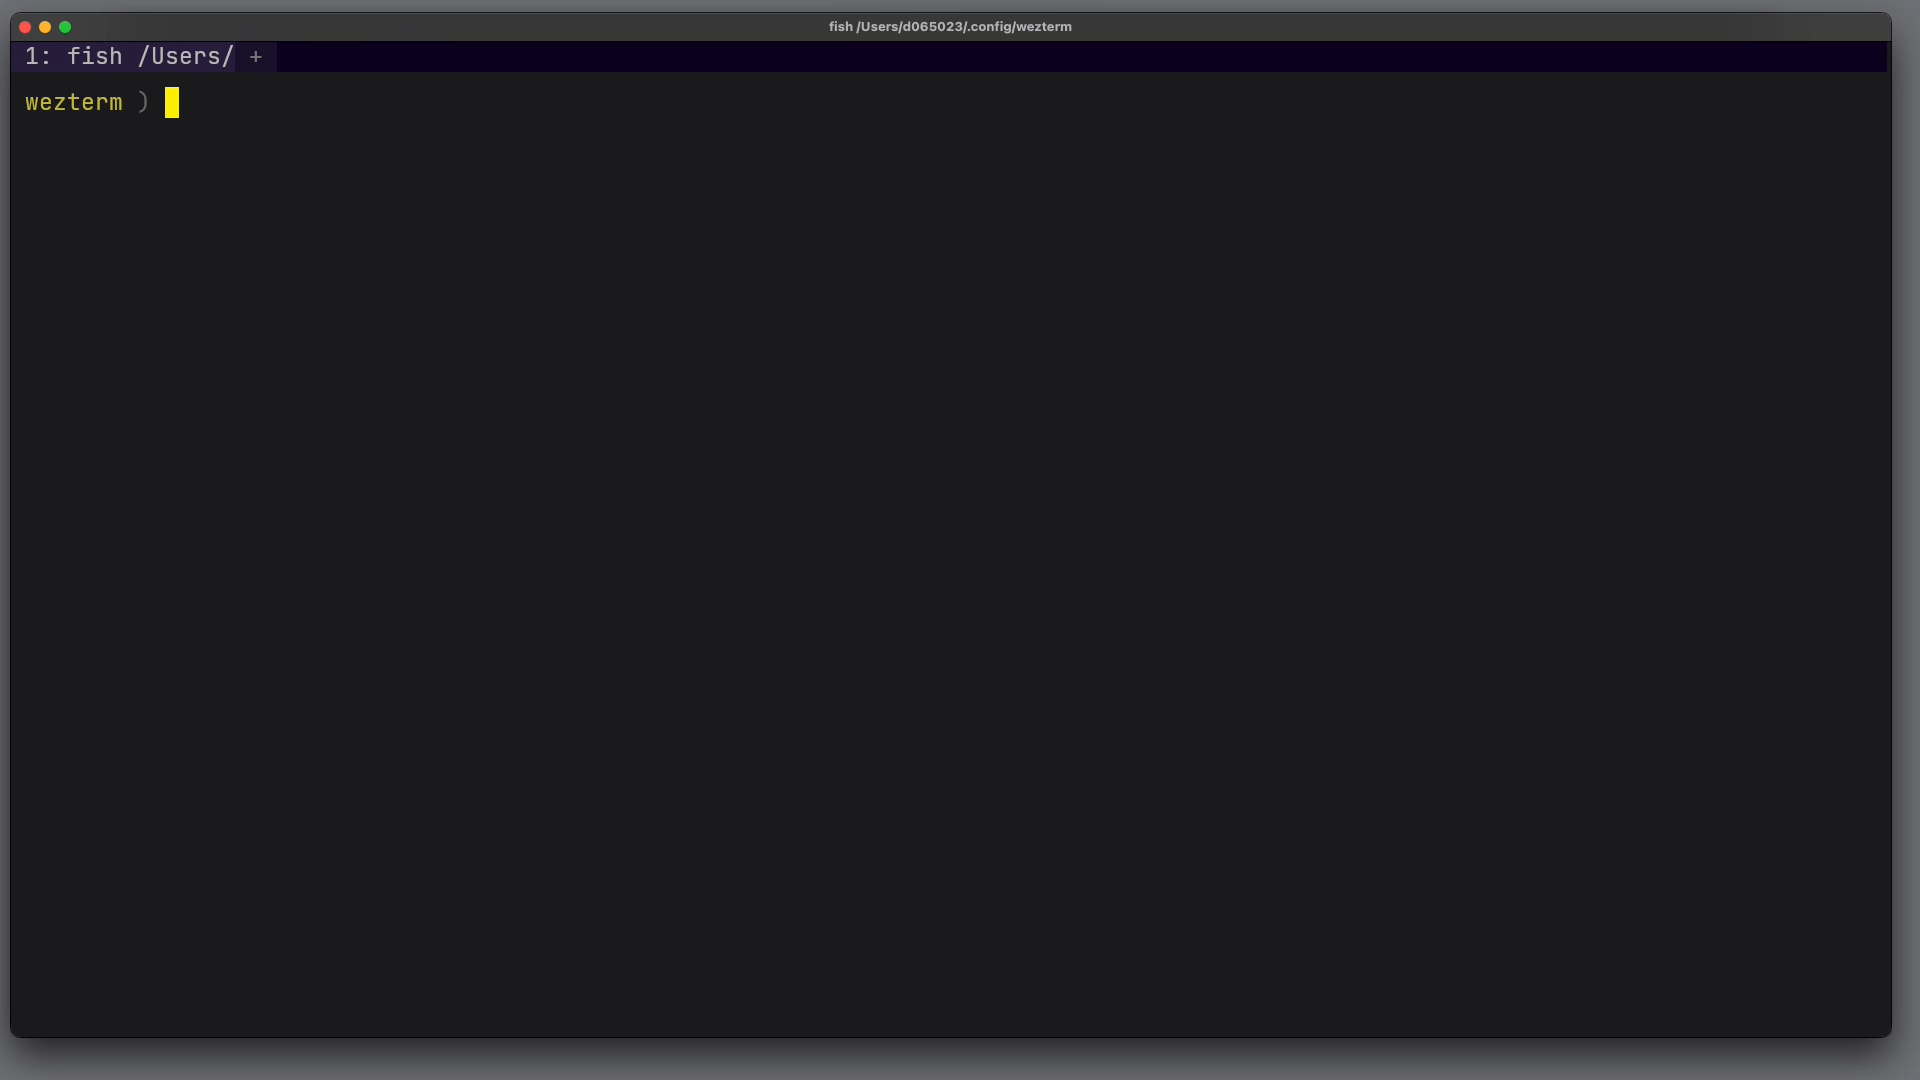 fish /Users/d065023/.config/wezterm
1: fish /Users/ +
wezterm )